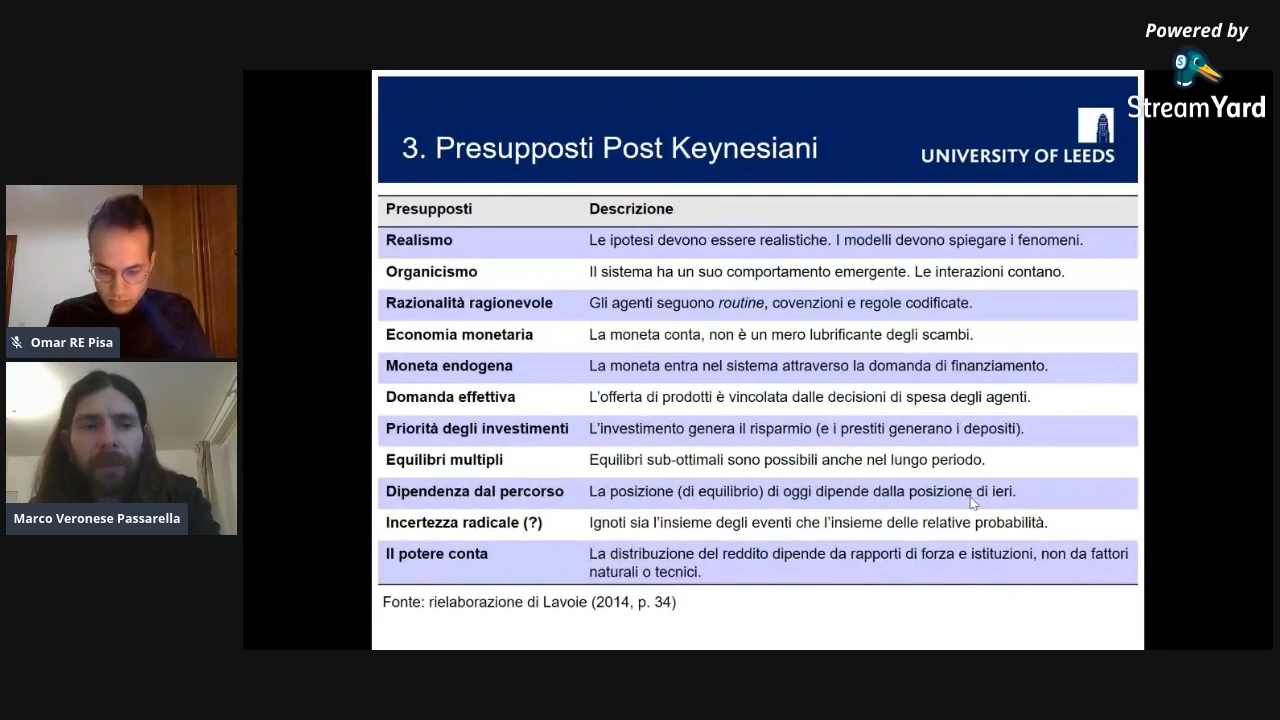 Powered by
StreamYard
3. Presupposti Post Keynesiani
UNIVERSITY OF LEEDS
Presupposti Descrizione
Realismo Le ipotesi devono essere realistiche. I modelli devono spiegare i fenomeni.
Organicismo Il sistema ha un suo comportamento emergente. Le interazioni contano.
Razionalità ragionevole Gli agenti seguono routine, covenzioni e regole codificate.
Economia monetaria La moneta conta, non è un mero lubrificante degli scambi.
Moneta endogena La moneta entra nel sistema attraverso la domanda di finanziamento.
Domanda effettiva L'offerta di prodotti è vincolata dalle decisioni di spesa degli agenti.
Priorità degli investimenti L'investimento genera il risparmio (e i prestiti generano i depositi).
Equilibri multipli Equilibri sub-ottimali sono possibili anche nel lungo periodo.
Dipendenza dal percorso La posizione (di equilibrio) di oggi dipende dalla posizione di ieri.
Incertezza radicale (?) Ignoti sia l'insieme degli eventi che l'insieme delle relative probabilità.
Il potere conta La distribuzione del reddito dipende da rapporti di forza e istituzioni, non da fattori
naturali o tecnici.
Fonte: rielaborazione di Lavoie (2014, p. 34)
Omar RE Pisa
Marco Veronese Passarella